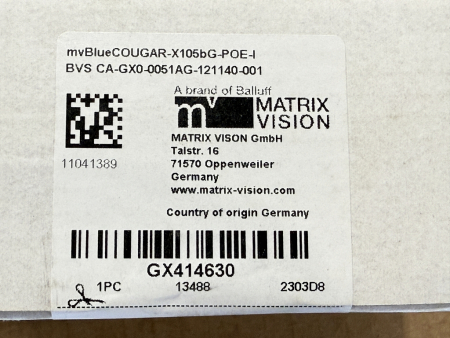 mvBlueCOUGAR-X105bG-POE-I
BVS CA-GX0-0051AG-121140-001
A brand of Balluff
mv MATRIX VISION
11041389
MATRIX VISON GmbH
Talstr. 16
71570 Oppenweiler
Germany
www.matrix-vision.com
Country of origin Germany
GX414630
1PC 13488 2303D8